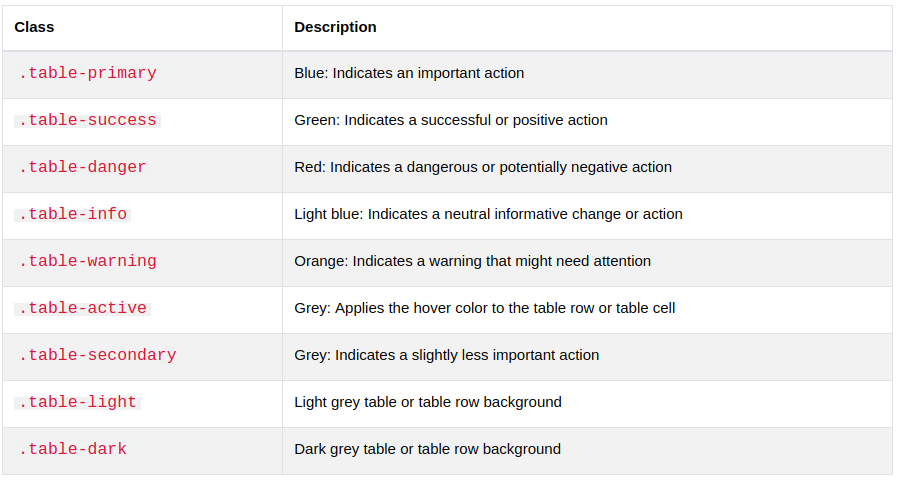 Class Description
.table-primary Blue: Indicates an important action
.table-success Green: Indicates a successful or positive action
.table-danger Red: Indicates a dangerous or potentially negative action
.table-info Light blue: Indicates a neutral informative change or action
.table-warning Orange: Indicates a warning that might need attention
.table-active Grey: Applies the hover color to the table row or table cell
.table-secondary Grey: Indicates a slightly less important action
.table-light Light grey table or table row background
.table-dark Dark grey table or table row background